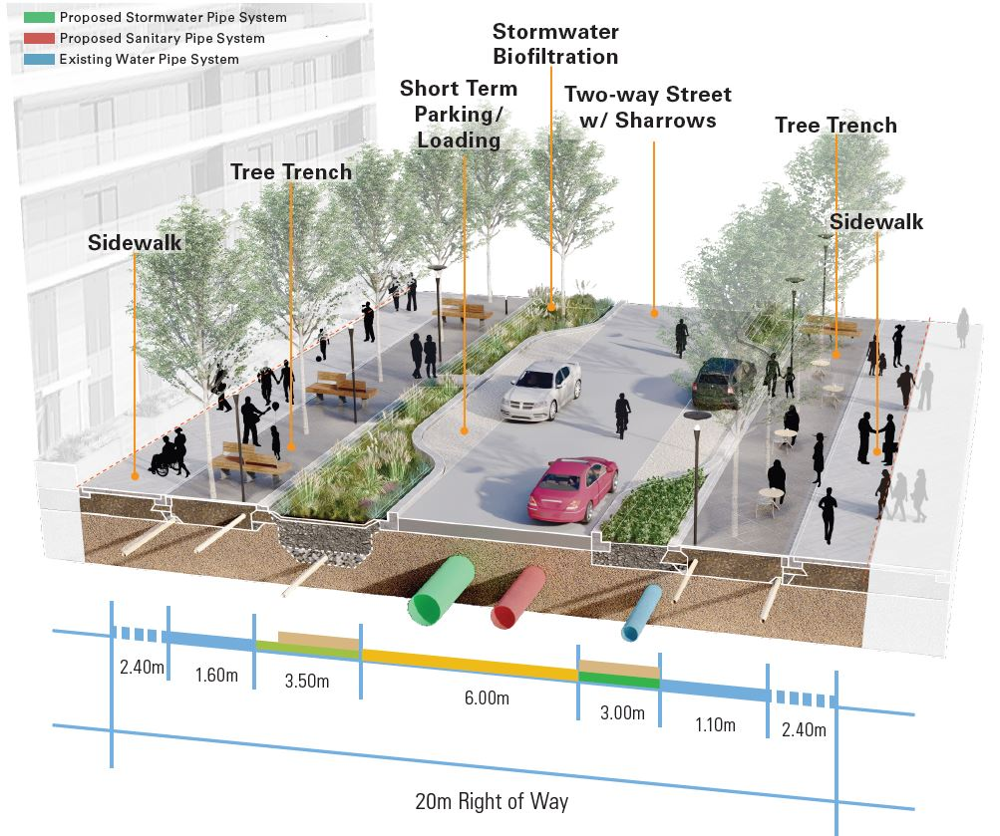 Proposed Stormwater Pipe System
Proposed Sanitary Pipe System
Existing Water Pipe System
Stormwater
Biofiltration
Short Term
Parking/
Loading
Two-way Street
w/ Sharrows
Tree Trench
Tree Trench
Sidewalk
Sidewalk
2.40m
1.60m
3.50m
6.00m
3.00m
1.10m
2.40m
20m Right of Way